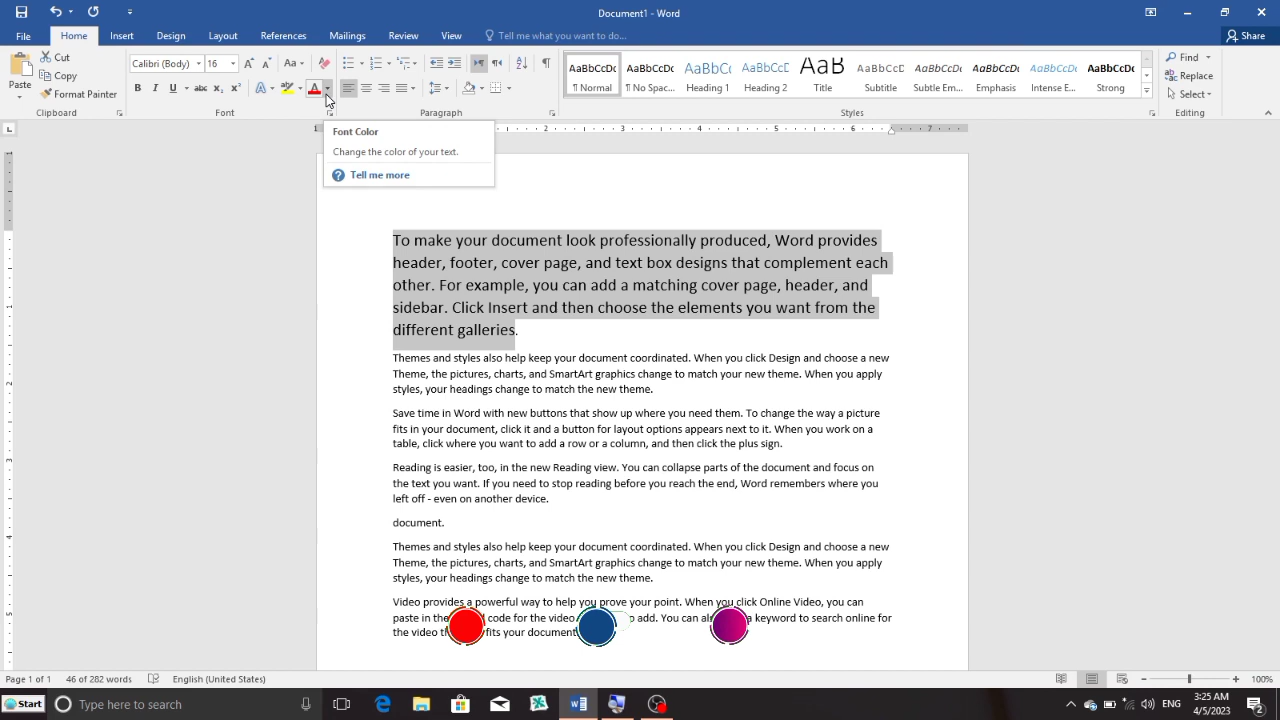 Document1 - Word
File Home Insert Design Layout References Mailings Review View Tell me what you want to do... Share
Paste
Cut
Copy
Format Painter
Calibri (Body) 16 Aa
B I U abc x₂ x² A A
AaBbCcDc AaBbCcDc AaBbCc AaBbCc AaB AaBbCcD AaBbCcDc AaBbCcDc AaBbCcDc AaBbCcDc
¶ Normal ¶ No Spac... Heading 1 Heading 2 Title Subtitle Subtle Em... Emphasis Intense E... Strong
Find
Replace
Select
Clipboard Font Paragraph Styles Editing
Font Color
Change the color of your text.
Tell me more
To make your document look professionally produced, Word provides
header, footer, cover page, and text box designs that complement each
other. For example, you can add a matching cover page, header, and
sidebar. Click Insert and then choose the elements you want from the
different galleries.
Themes and styles also help keep your document coordinated. When you click Design and choose a new
Theme, the pictures, charts, and SmartArt graphics change to match your new theme. When you apply
styles, your headings change to match the new theme.
Save time in Word with new buttons that show up where you need them. To change the way a picture
fits in your document, click it and a button for layout options appears next to it. When you work on a
table, click where you want to add a row or a column, and then click the plus sign.
Reading is easier, too, in the new Reading view. You can collapse parts of the document and focus on
the text you want. If you need to stop reading before you reach the end, Word remembers where you
left off - even on another device.
document.
Themes and styles also help keep your document coordinated. When you click Design and choose a new
Theme, the pictures, charts, and SmartArt graphics change to match your new theme. When you apply
styles, your headings change to match the new theme.
Video provides a powerful way to help you prove your point. When you click Online Video, you can
paste in the code for the video add. You can a keyword to search online for
the video fits your document
Page 1 of 1 46 of 282 words English (United States) 100%
Start Type here to search ENG 3:25 AM
4/5/2023 2